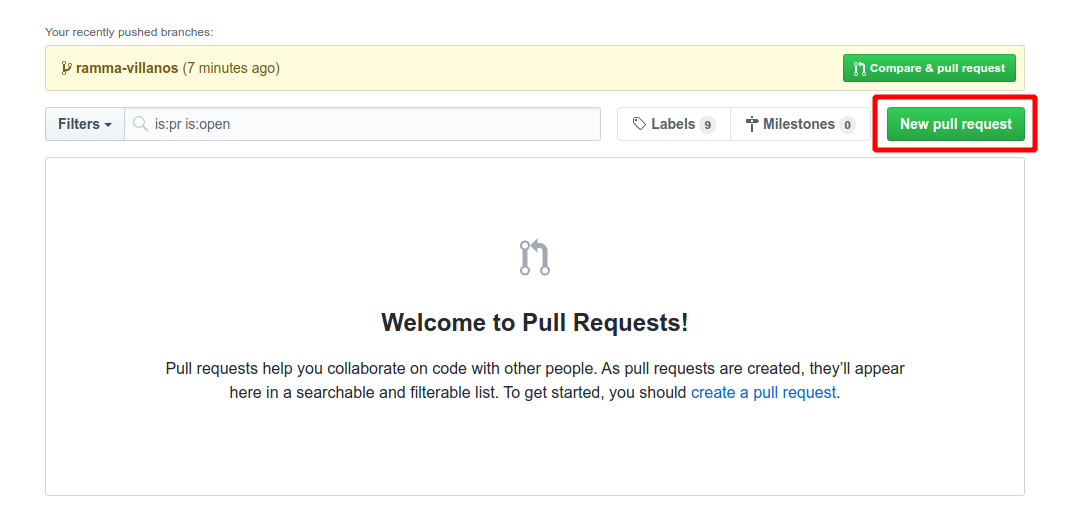 Your recently pushed branches:
ramma-villanos (7 minutes ago)
Compare & pull request
Filters
is:pr is:open
Labels 9
Milestones 0
New pull request
Welcome to Pull Requests!
Pull requests help you collaborate on code with other people. As pull requests are created, they’ll appear
here in a searchable and filterable list. To get started, you should create a pull request.